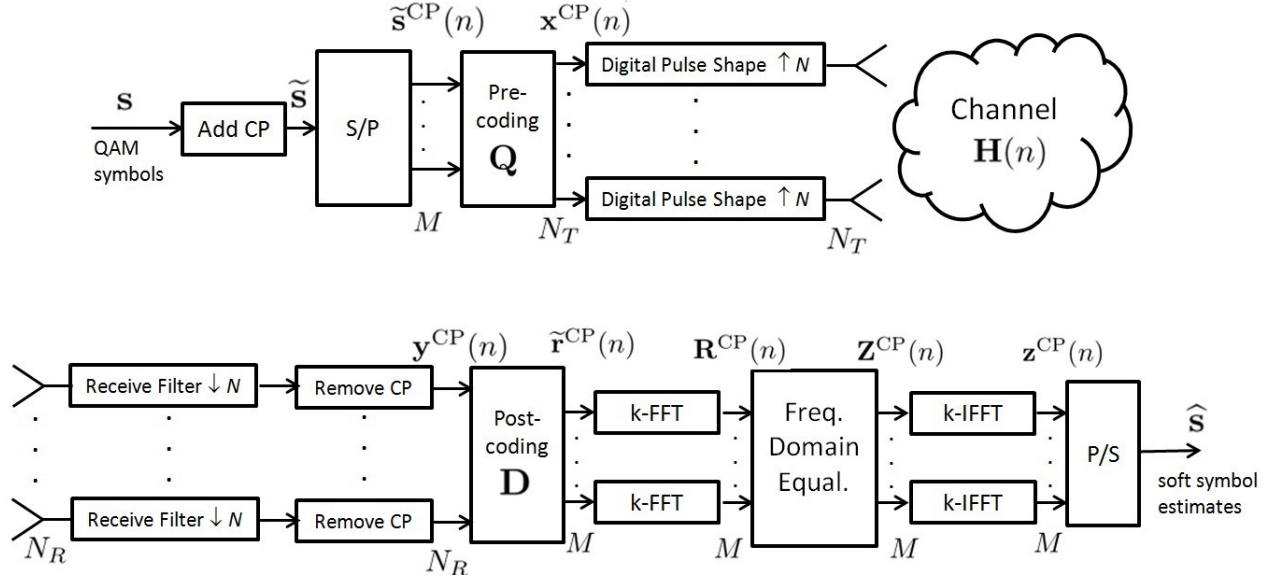 s̃^CP(n) x^CP(n)
s
QAM
symbols
Add CP
s̃
S/P
M
Pre-
coding
Q
N_T
Digital Pulse Shape ↑ N
Digital Pulse Shape ↑ N
N_T
Channel
H(n)
y^CP(n) r̃^CP(n) R^CP(n) Z^CP(n) z^CP(n)
Receive Filter ↓ N
Receive Filter ↓ N
N_R
Remove CP
Remove CP
N_R
Post-
coding
D
M
k-FFT
k-FFT
M
Freq.
Domain
Equal.
M
k-IFFT
k-IFFT
M
P/S
ŝ
soft symbol
estimates